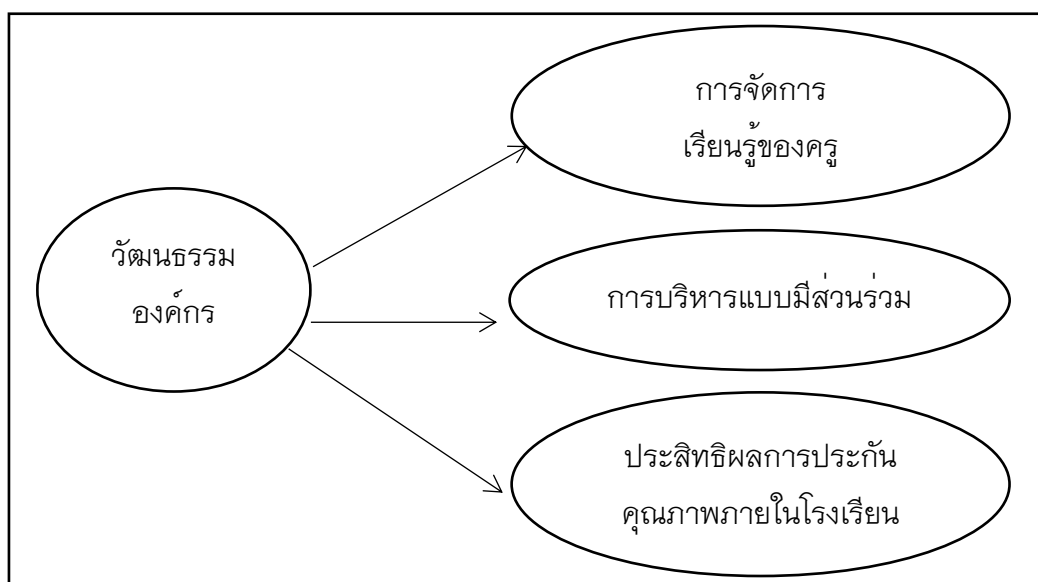 การจัดการ
เรียนรู้ของครู
วัฒนธรรม
องค์กร
การบริหารแบบมีส่วนร่วม
ประสิทธิผลการประกัน
คุณภาพภายในโรงเรียน